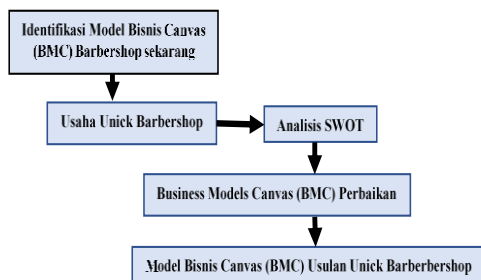 Identifikasi Model Bisnis Canvas
(BMC) Barbershop sekarang
Usaha Unick Barbershop
Analisis SWOT
Business Models Canvas (BMC) Perbaikan
Model Bisnis Canvas (BMC) Usulan Unick Barberbershop